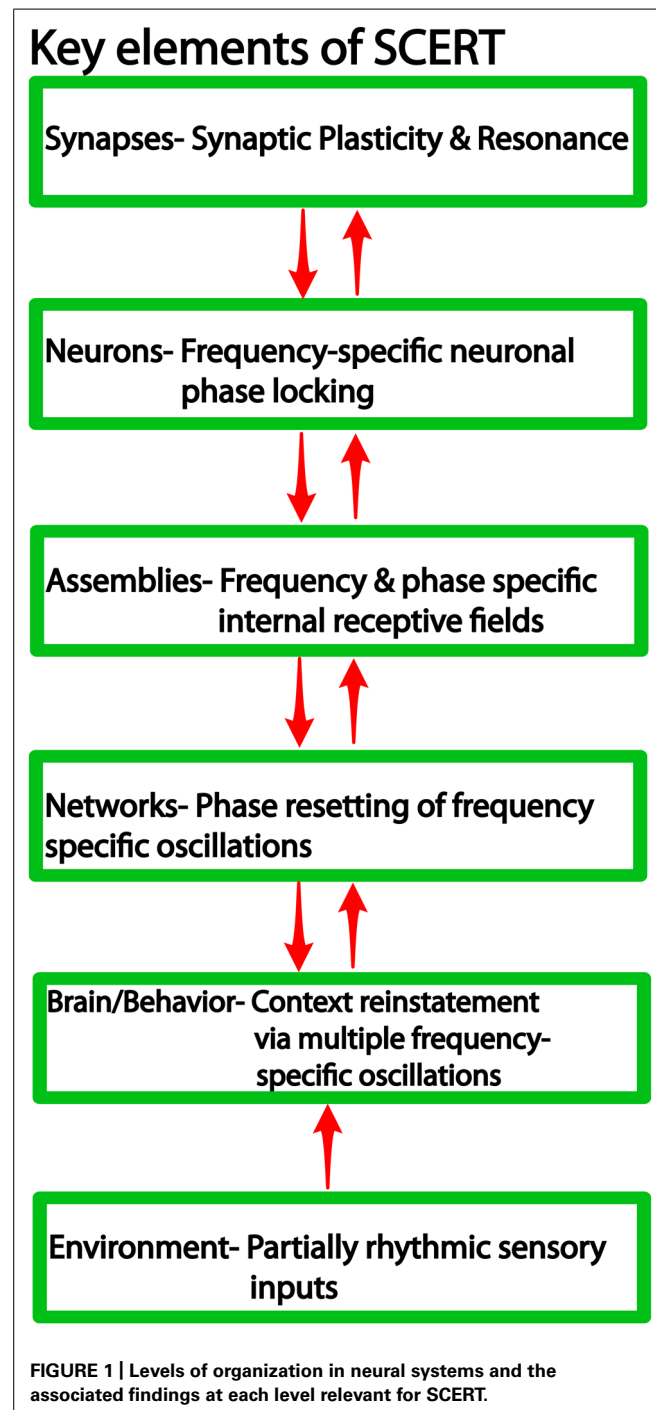 Key elements of SCERT
Synapses- Synaptic Plasticity & Resonance
Neurons- Frequency-specific neuronal
phase locking
Assemblies- Frequency & phase specific
internal receptive fields
Networks- Phase resetting of frequency
specific oscillations
Brain/Behavior- Context reinstatement
via multiple frequency-
specific oscillations
Environment- Partially rhythmic sensory
inputs
FIGURE 1 | Levels of organization in neural systems and the
associated findings at each level relevant for SCERT.